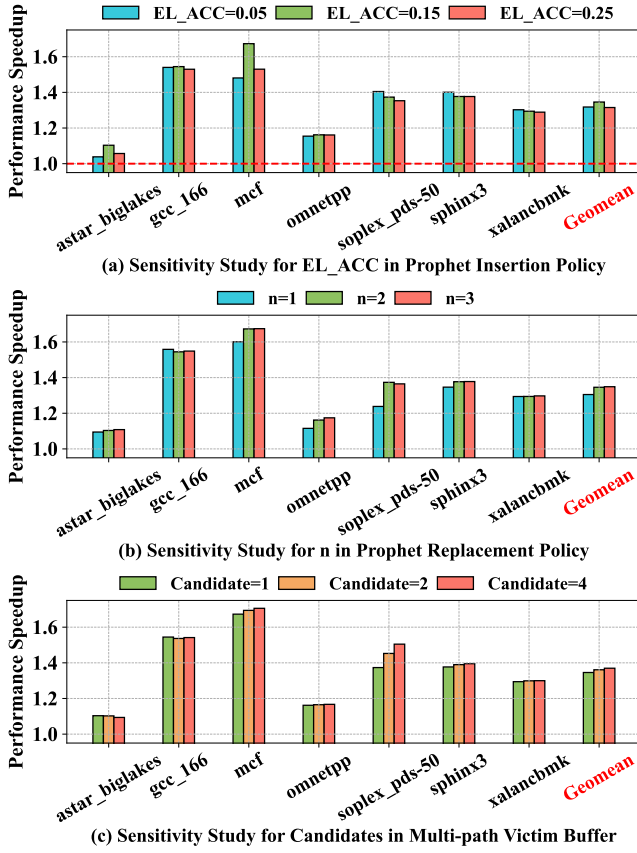 EL_ACC=0.05 EL_ACC=0.15 EL_ACC=0.25
Performance Speedup
1.6
1.4
1.2
1.0
astar_biglakes
gcc_166
mcf
omnetpp
soplex_pds-50
sphinx3
xalancbmk
Geomean
(a) Sensitivity Study for EL_ACC in Prophet Insertion Policy
n=1 n=2 n=3
Performance Speedup
1.6
1.4
1.2
1.0
astar_biglakes
gcc_166
mcf
omnetpp
soplex_pds-50
sphinx3
xalancbmk
Geomean
(b) Sensitivity Study for n in Prophet Replacement Policy
Candidate=1 Candidate=2 Candidate=4
Performance Speedup
1.6
1.4
1.2
1.0
astar_biglakes
gcc_166
mcf
omnetpp
soplex_pds-50
sphinx3
xalancbmk
Geomean
(c) Sensitivity Study for Candidates in Multi-path Victim Buffer